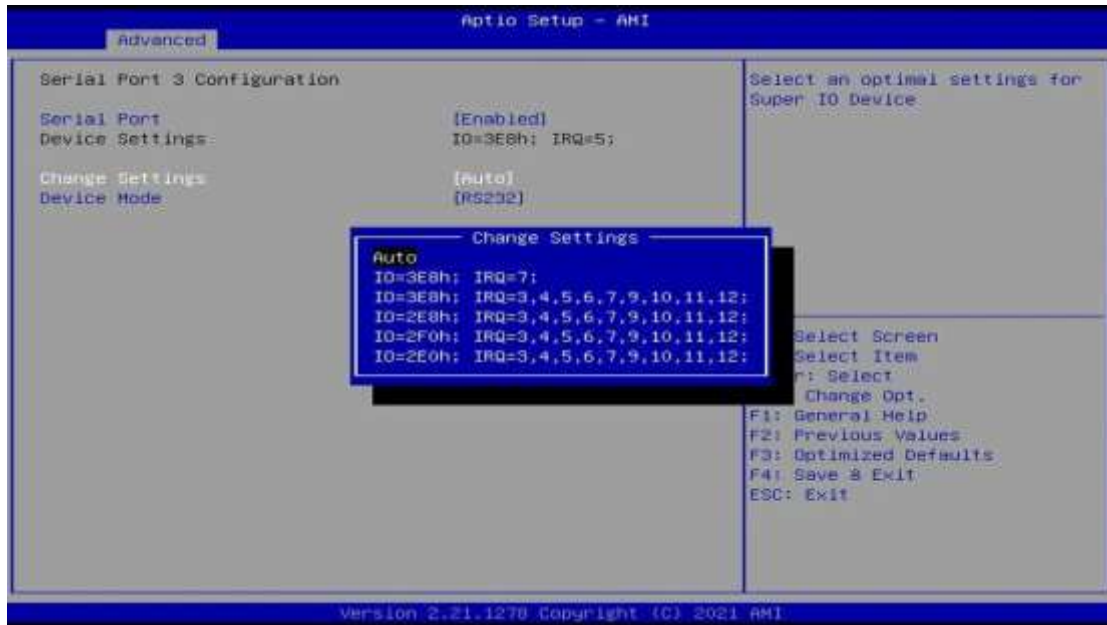 Aptio Setup - AMI
Advanced
Serial Port 3 Configuration
Serial Port [Enabled]
Device Settings IO=3E8h; IRQ=5;
Change Settings [Auto]
Device Mode [RS232]
Select an optimal settings for
Super IO Device
Change Settings
Auto
IO=3E8h; IRQ=7;
IO=3E8h; IRQ=3,4,5,6,7,9,10,11,12;
IO=2E8h; IRQ=3,4,5,6,7,9,10,11,12;
IO=2F0h; IRQ=3,4,5,6,7,9,10,11,12;
IO=2E0h; IRQ=3,4,5,6,7,9,10,11,12;
Select Screen
Select Item
r: Select
Change Opt.
F1: General Help
F2: Previous Values
F3: Optimized Defaults
F4: Save & Exit
ESC: Exit
Version 2.21.1278 Copyright (C) 2021 AMI